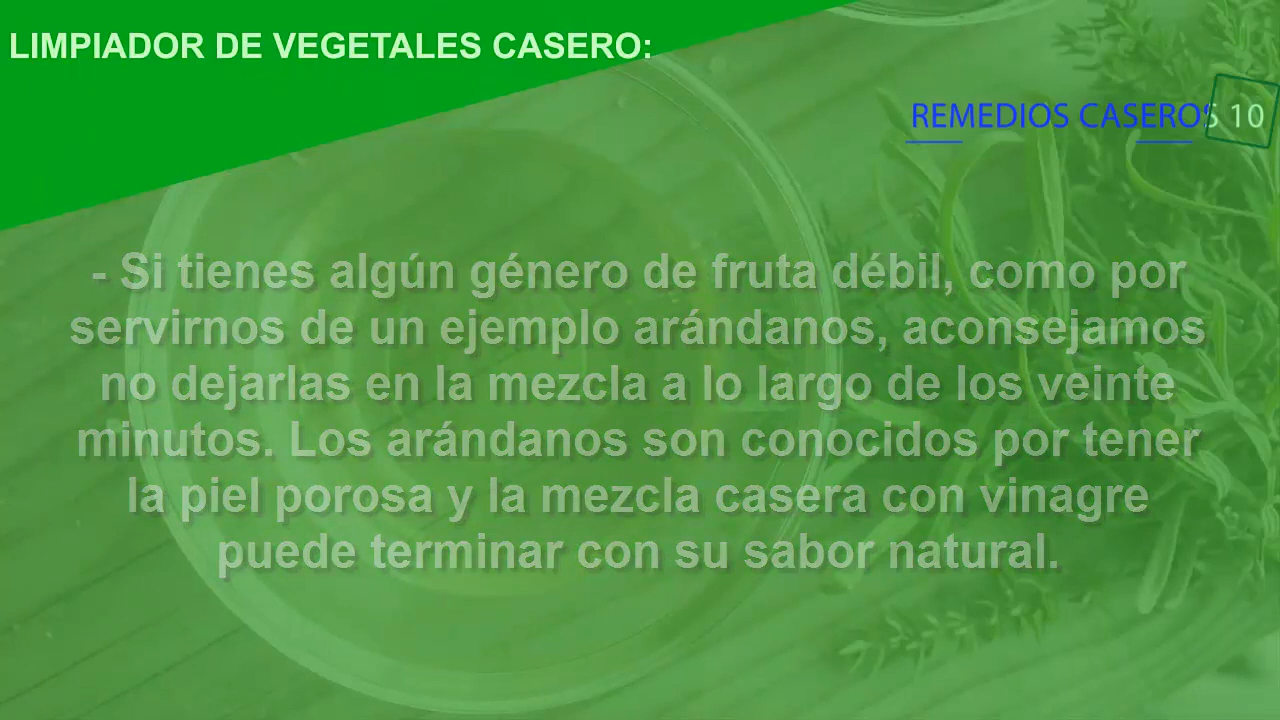 LIMPIADOR DE VEGETALES CASERO:
REMEDIOS CASEROS 10
- Si tienes algún género de fruta débil, como por
servirnos de un ejemplo arándanos, aconsejamos
no dejarlas en la mezcla a lo largo de los veinte
minutos. Los arándanos son conocidos por tener
la piel porosa y la mezcla casera con vinagre
puede terminar con su sabor natural.